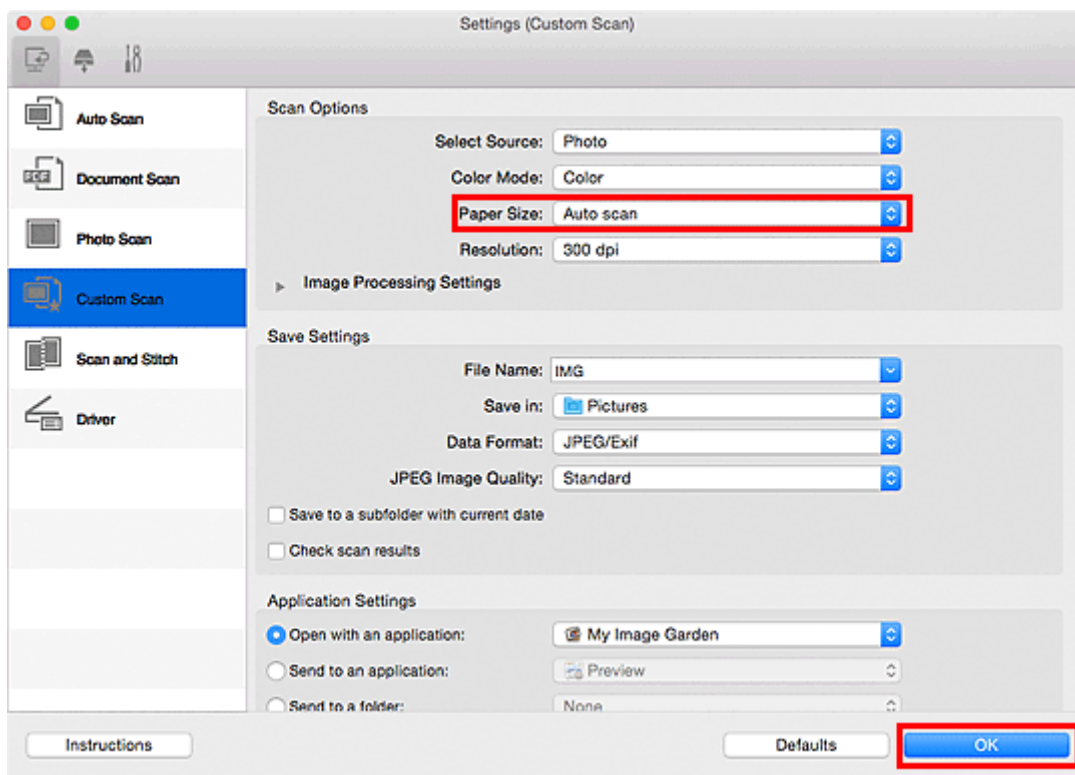 Settings (Custom Scan)
Auto Scan
Document Scan
Photo Scan
Custom Scan
Scan and Stitch
Driver
Scan Options
Select Source: Photo
Color Mode: Color
Paper Size: Auto scan
Resolution: 300 dpi
Image Processing Settings
Save Settings
File Name: IMG
Save in: Pictures
Data Format: JPEG/Exif
JPEG Image Quality: Standard
Save to a subfolder with current date
Check scan results
Application Settings
Open with an application: My Image Garden
Send to an application: Preview
Send to a folder: None
Instructions Defaults OK